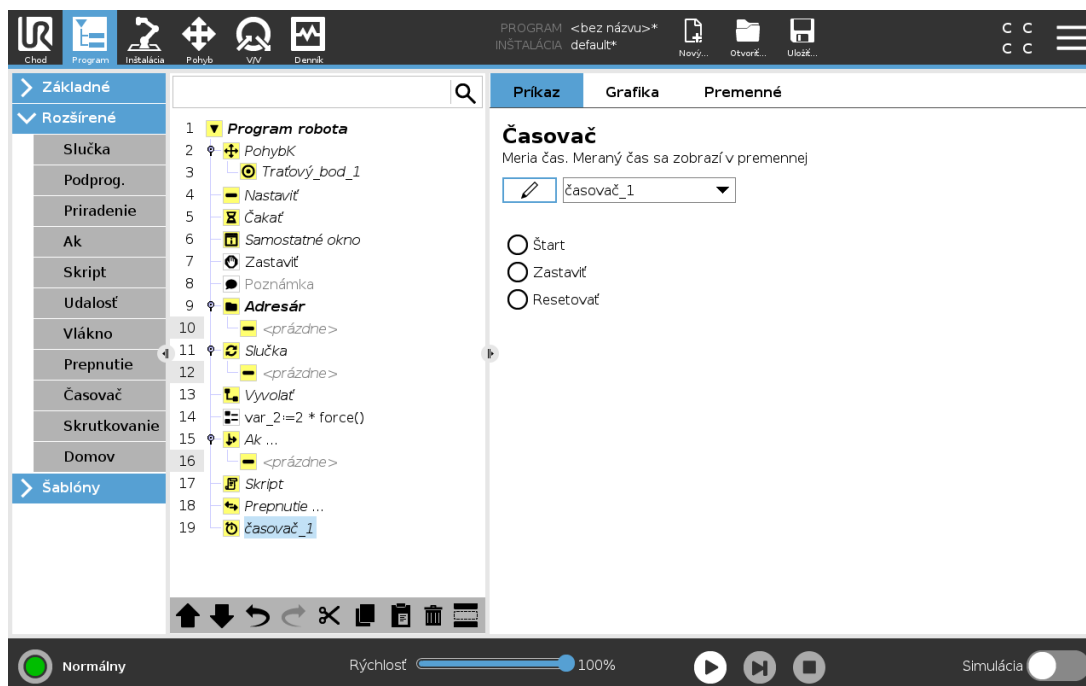 PROGRAM <bez názvu>*
INŠTALÁCIA default*
Chod Program Inštalácia Pohyb V/V Denník Nový... Otvoriť... Uložiť...
C C
C C
Základné
Rozšírené
Slučka
Podprog.
Priradenie
Ak
Skript
Udalosť
Vlákno
Prepnutie
Časovač
Skrutkovanie
Domov
Šablóny
1 Program robota
2 PohybK
3 Traťový_bod_1
4 Nastaviť
5 Čakať
6 Samostatné okno
7 Zastaviť
8 Poznámka
9 Adresár
10 <prázdne>
11 Slučka
12 <prázdne>
13 Vyvolať
14 var_2≔2 * force()
15 Ak ...
16 <prázdne>
17 Skript
18 Prepnutie ...
19 časovač_1
Príkaz Grafika Premenné
Časovač
Meria čas. Meraný čas sa zobrazí v premennej
časovač_1
Štart
Zastaviť
Resetovať
Normálny Rýchlosť 100% Simulácia